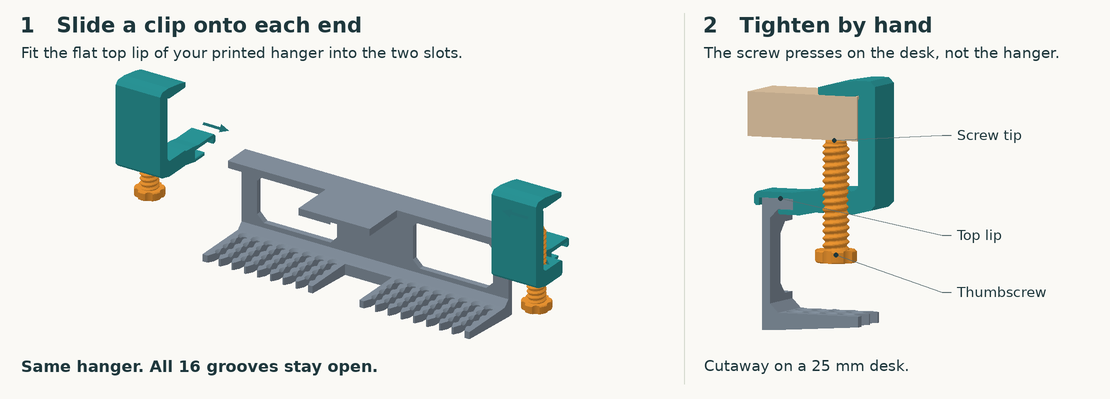 1 Slide a clip onto each end
Fit the flat top lip of your printed hanger into the two slots.
Same hanger. All 16 grooves stay open.
2 Tighten by hand
The screw presses on the desk, not the hanger.
Screw tip
Top lip
Thumbscrew
Cutaway on a 25 mm desk.